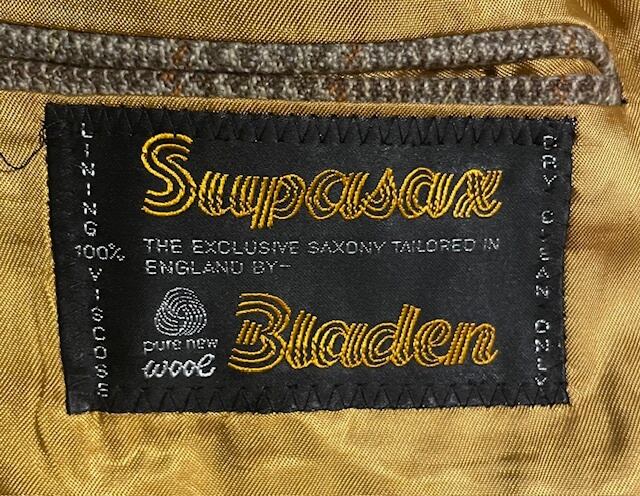 Supasax
THE EXCLUSIVE SAXONY TAILORED IN
ENGLAND BY-
pure new
wool
Bladen
LINING 100% VISCOSE
DRY CLEAN ONLY